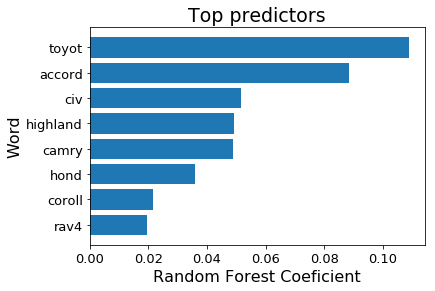 Top predictors
toyot
accord
civ
highland
camry
hond
coroll
rav4
Word
0.00 0.02 0.04 0.06 0.08 0.10
Random Forest Coeficient